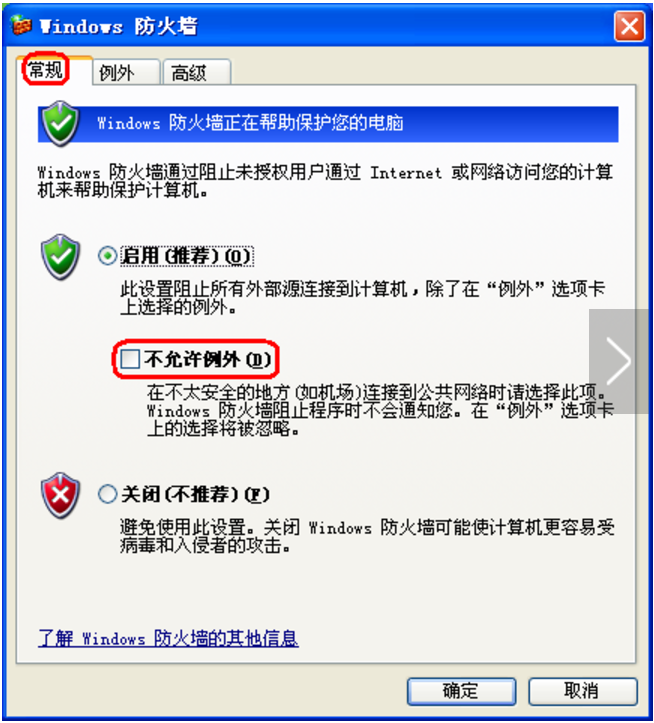 Windows 防火墙
常规 例外 高级
Windows 防火墙正在帮助保护您的电脑
Windows 防火墙通过阻止未授权用户通过 Internet 或网络访问您的计算
机来帮助保护计算机。
启用(推荐)(O)
此设置阻止所有外部源连接到计算机，除了在“例外”选项卡
上选择的例外。
不允许例外(D)
在不太安全的地方(如机场)连接到公共网络时请选择此项。
Windows 防火墙阻止程序时不会通知您。在“例外”选项卡
上的选择将被忽略。
关闭(不推荐)(F)
避免使用此设置。关闭 Windows 防火墙可能使计算机更容易受
病毒和入侵者的攻击。
了解 Windows 防火墙的其他信息
确定 取消